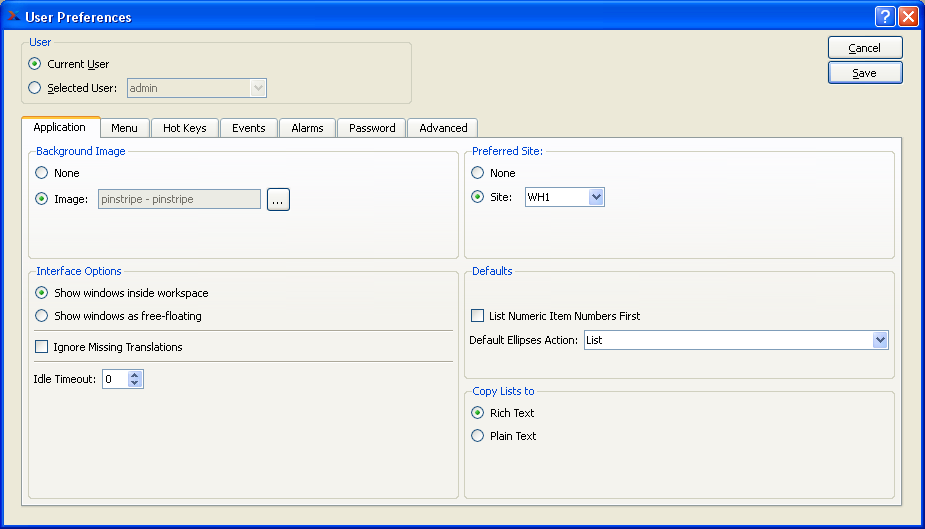 User Preferences
User
Current User
Selected User: admin
Cancel
Save
Application Menu Hot Keys Events Alarms Password Advanced
Background Image
None
Image: pinstripe - pinstripe ...
Preferred Site:
None
Site: WH1
Interface Options
Show windows inside workspace
Show windows as free-floating
Ignore Missing Translations
Idle Timeout: 0
Defaults
List Numeric Item Numbers First
Default Ellipses Action: List
Copy Lists to
Rich Text
Plain Text